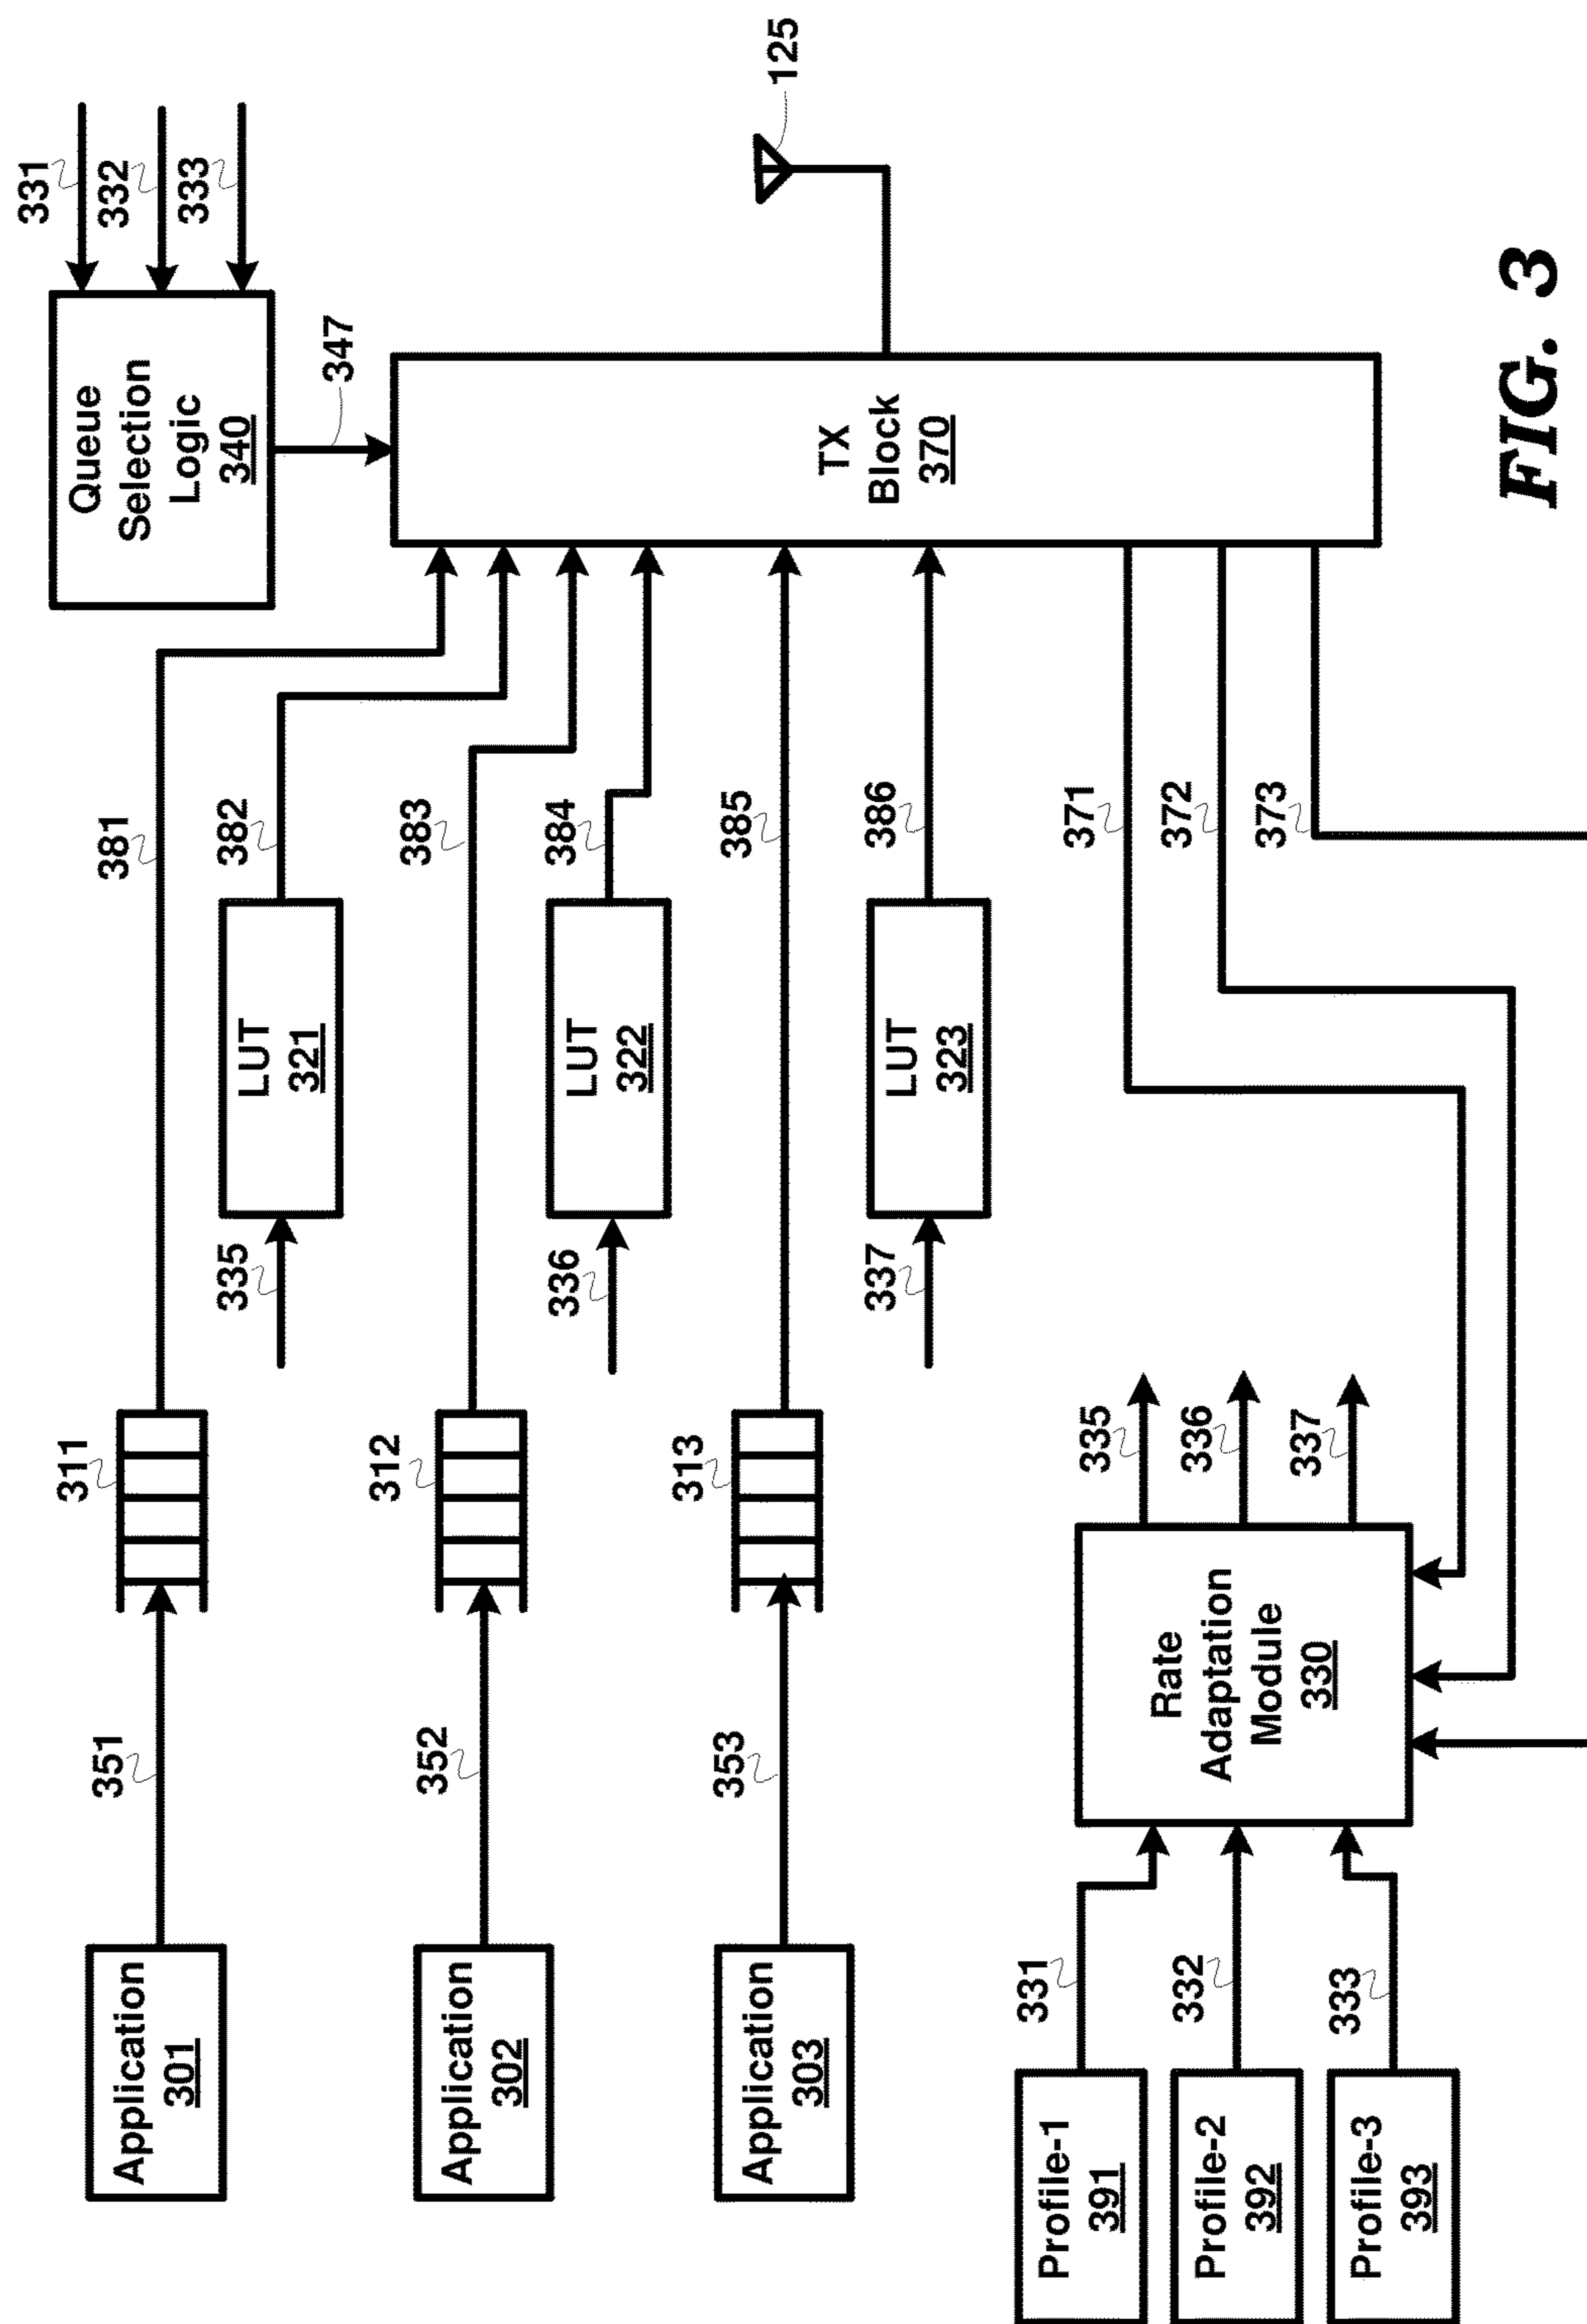 331
332
333
Queue
Selection
Logic
340
347
125
TX
Block
370
381
382
383
384
385
386
371
372
373
LUT
321
LUT
322
LUT
323
335
336
337
311
312
313
351
352
353
Application
301
Application
302
Application
303
335
336
337
Rate
Adaptation
Module
330
331
332
333
Profile-1
391
Profile-2
392
Profile-3
393
FIG. 3